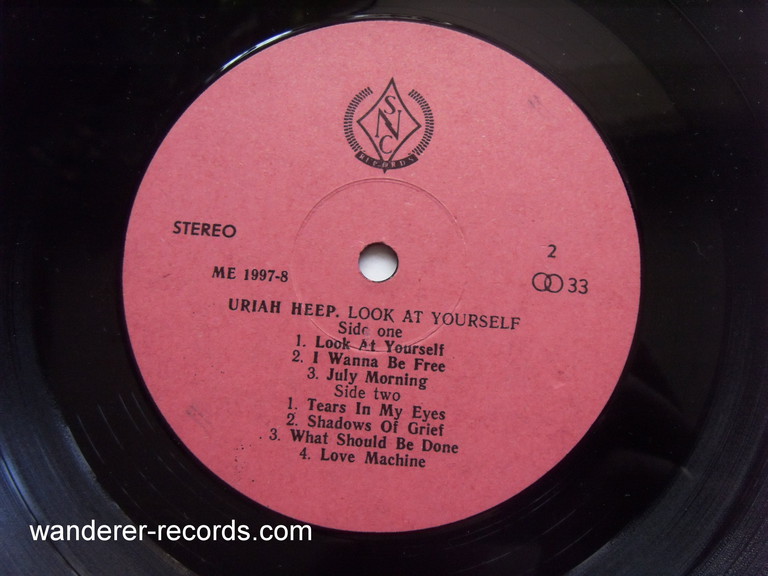 SNC
RECORDS
STEREO
2
ME 1997-8
33
URIAH HEEP. LOOK AT YOURSELF
Side one
1. Look At Yourself
2. I Wanna Be Free
3. July Morning
Side two
1. Tears In My Eyes
2. Shadows Of Grief
3. What Should Be Done
4. Love Machine
wanderer-records.com